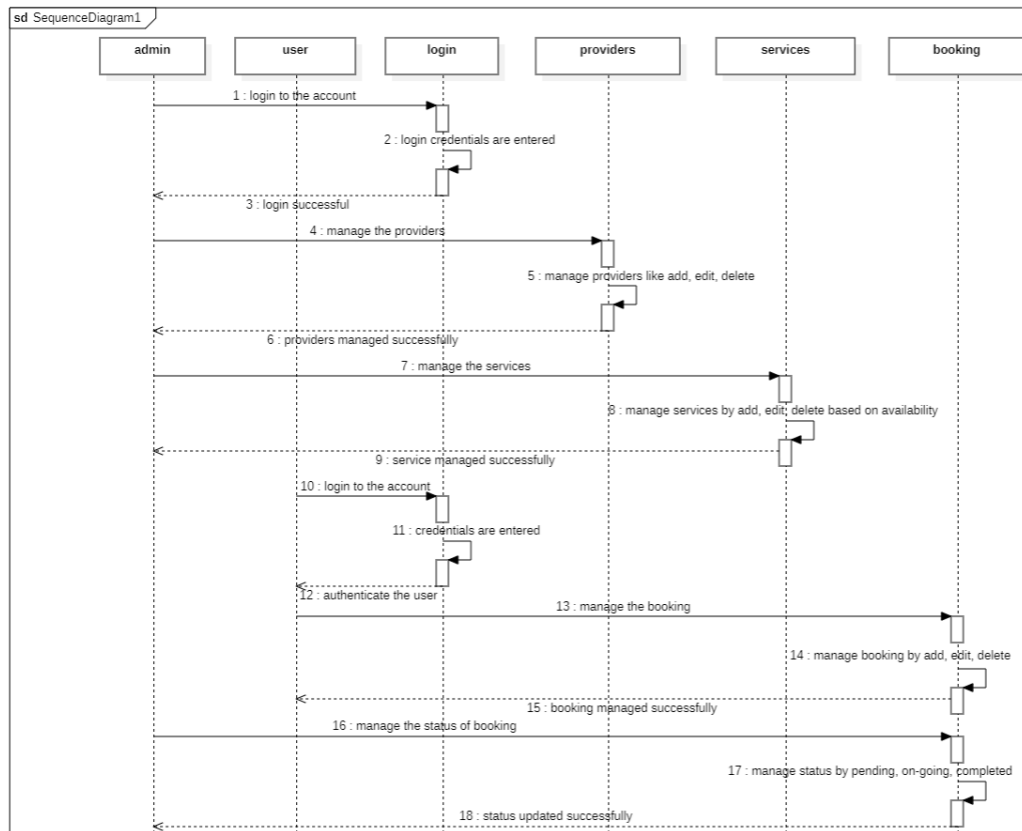 sd SequenceDiagram1
admin
user
login
providers
services
booking
1 : login to the account
2 : login credentials are entered
3 : login successful
4 : manage the providers
5 : manage providers like add, edit, delete
6 : providers managed successfully
7 : manage the services
8 : manage services by add, edit, delete based on availability
9 : service managed successfully
10 : login to the account
11 : credentials are entered
12 : authenticate the user
13 : manage the booking
14 : manage booking by add, edit, delete
15 : booking managed successfully
16 : manage the status of booking
17 : manage status by pending, on-going, completed
18 : status updated successfully